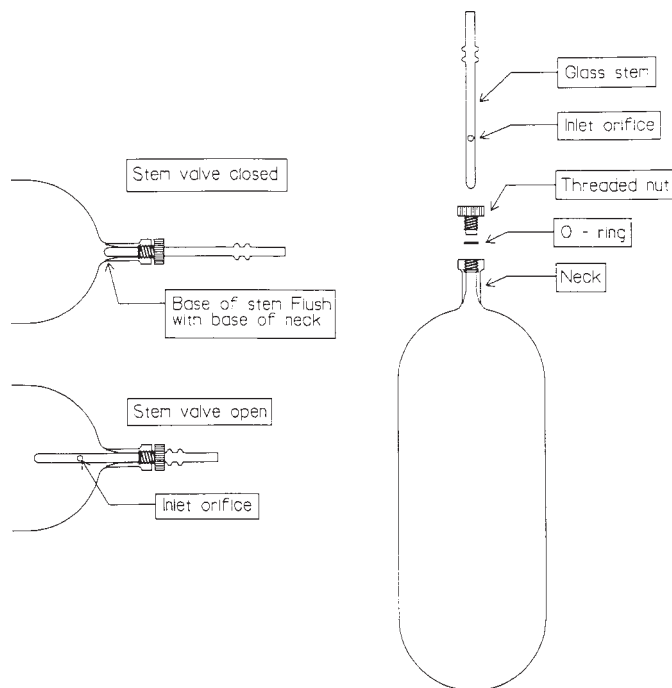 Glass stem
Inlet orifice
Stem valve closed
Threaded nut
O - ring
Neck
Base of stem Flush
with base of neck
Stem valve open
Inlet orifice